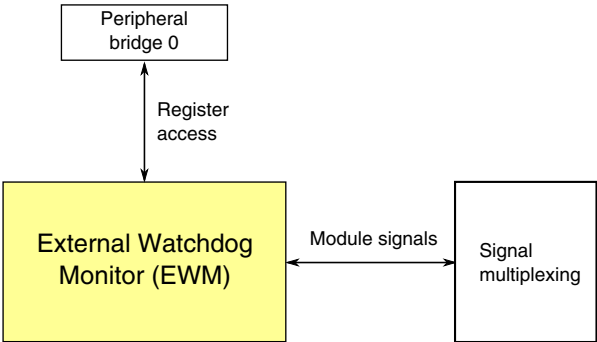 Peripheral
bridge 0
Register
access
External Watchdog
Monitor (EWM)
Module signals
Signal
multiplexing